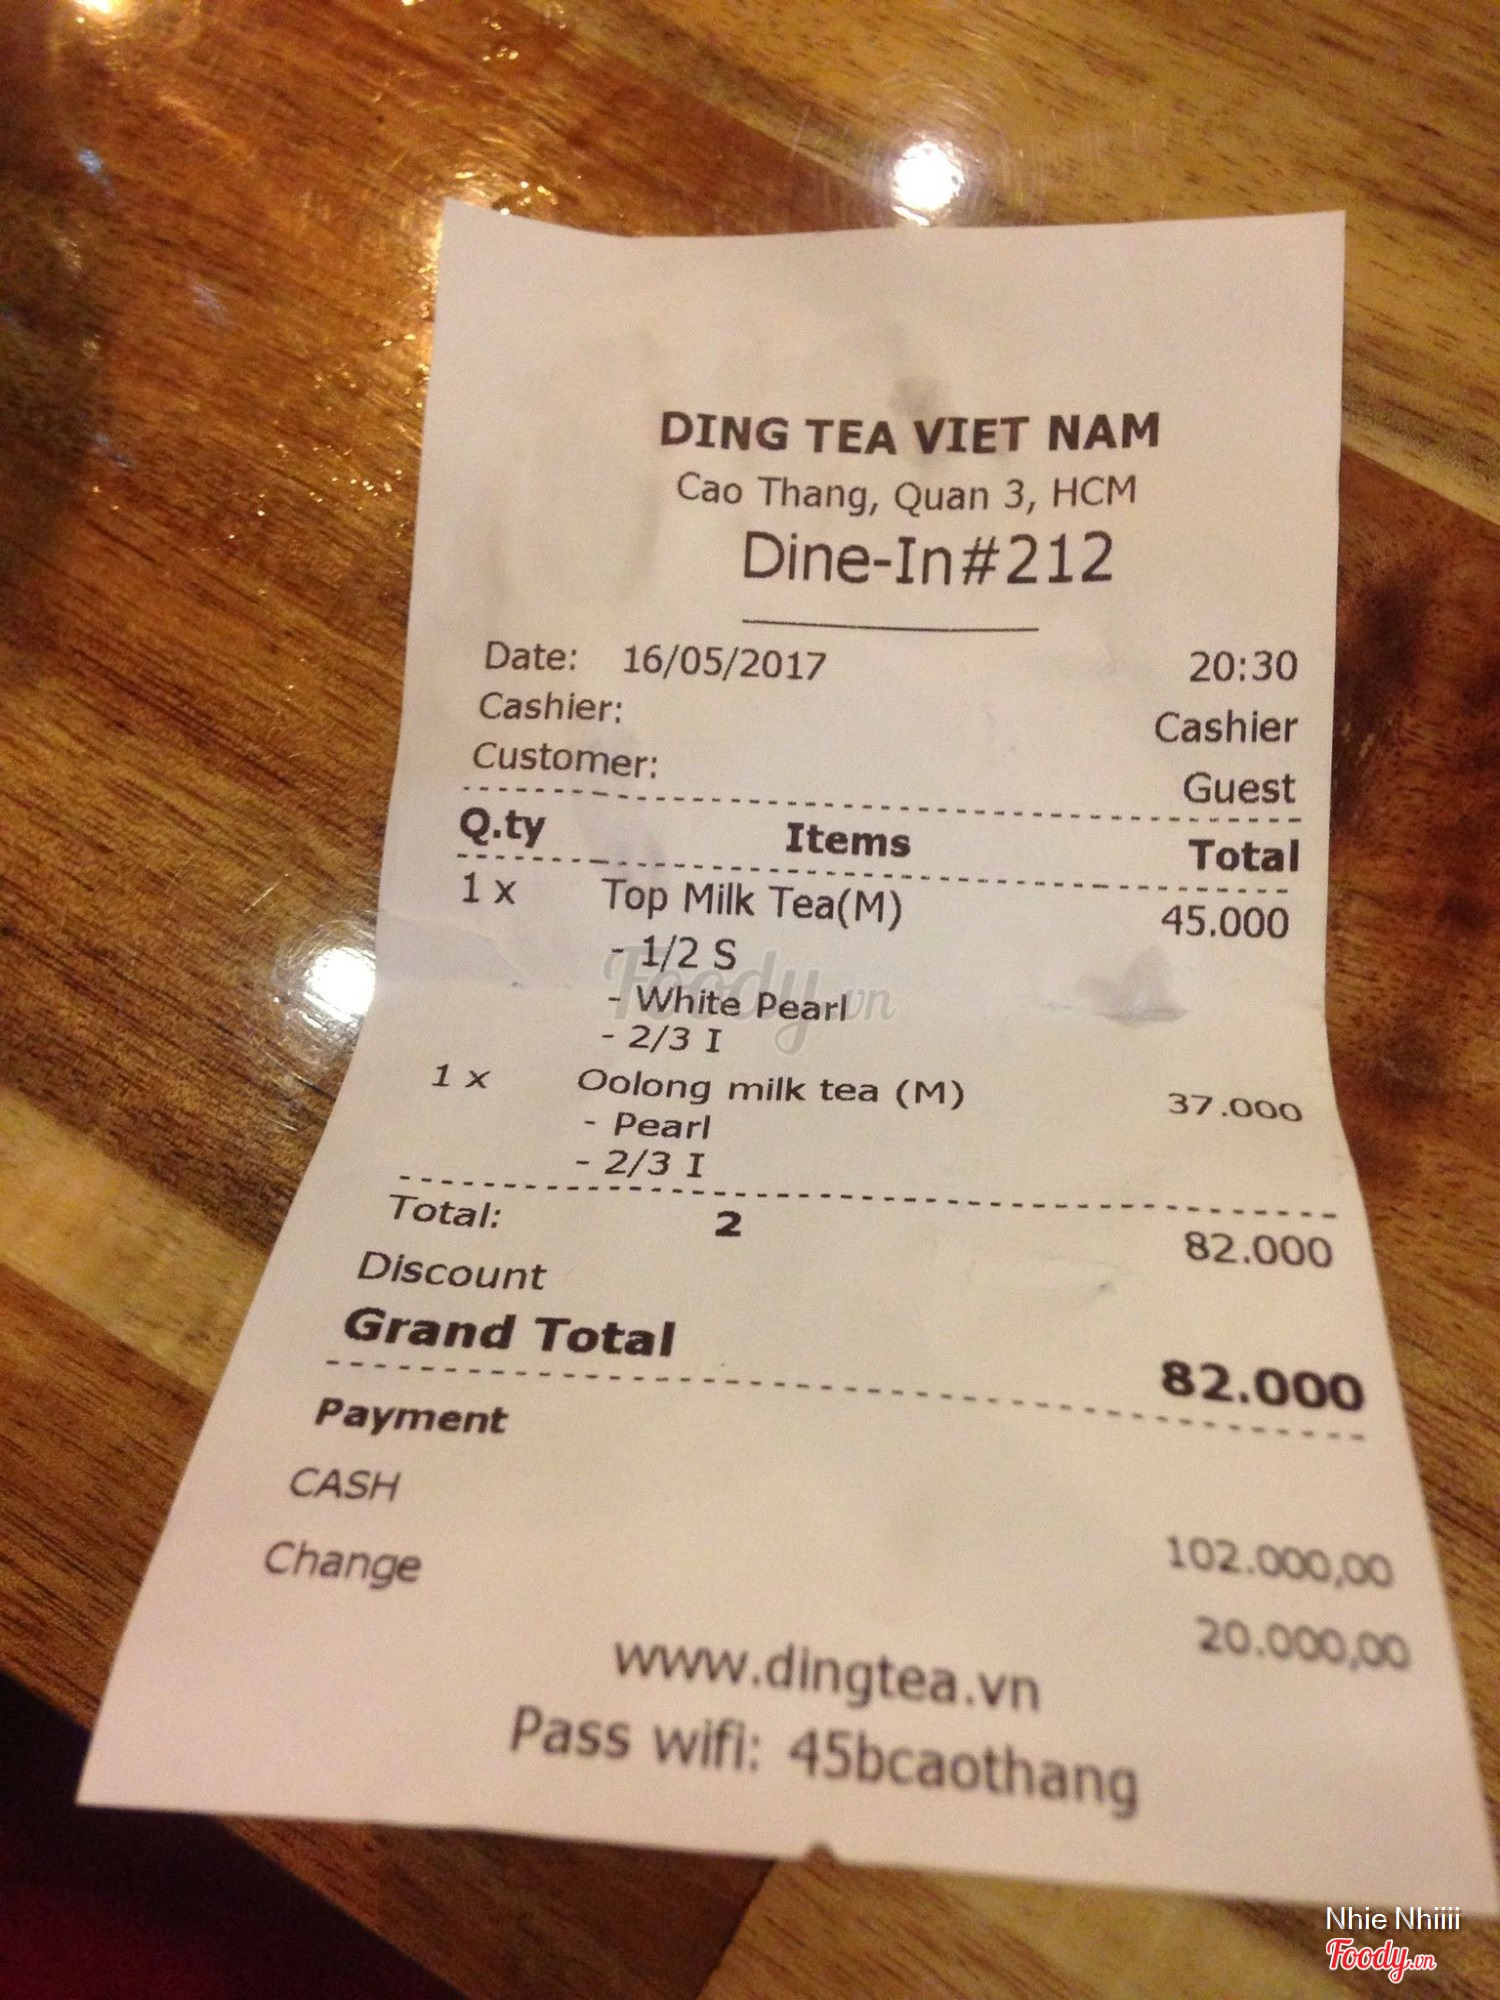 DING TEA VIET NAM
Cao Thang, Quan 3, HCM
Dine-In#212
Date: 16/05/2017 20:30
Cashier: Cashier
Customer: Guest
Q.ty Items Total
1 x Top Milk Tea(M) 45.000
- 1/2 S
- White Pearl
- 2/3 I
1 x Oolong milk tea (M) 37.000
- Pearl
- 2/3 I
Total: 2 82.000
Discount
Grand Total 82.000
Payment
CASH 102.000,00
Change 20.000,00
www.dingtea.vn
Pass wifi: 45bcaothang
Foody.vn
Nhie Nhiiii
Foody.vn